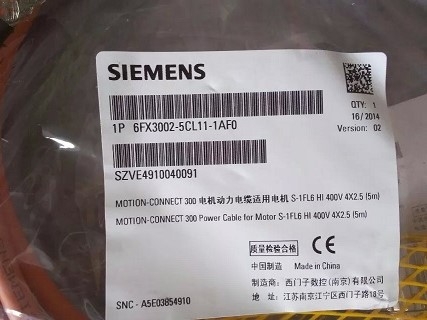 SIEMENS
1P 6FX3002-5CL11-1AF0
QTY: 1
16/2014
Version: 02
SZVE4910040091
MOTION-CONNECT 300 电机动力电缆适用电机 S-1FL6 HI 400V 4X2.5 (5m)
MOTION-CONNECT 300 Power Cable for Motor S-1FL6 HI 400V 4X2.5 (5m)
质量检验合格 CE
中国制造 Made in China
制造商： 西门子数控(南京)有限公司
SNC - A5E03854910
地 址： 江苏南京江宁区西门子路18号